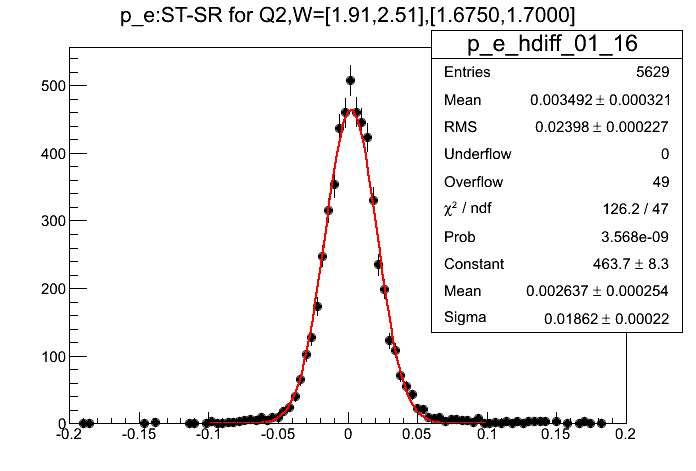 p_e:ST-SR for Q2,W=[1.91,2.51],[1.6750,1.7000]
p_e_hdiff_01_16
Entries 5629
Mean 0.003492 ± 0.000321
RMS 0.02398 ± 0.000227
Underflow 0
Overflow 49
χ² / ndf 126.2 / 47
Prob 3.568e-09
Constant 463.7 ± 8.3
Mean 0.002637 ± 0.000254
Sigma 0.01862 ± 0.00022
500
400
300
200
100
0
-0.2 -0.15 -0.1 -0.05 0 0.05 0.1 0.15 0.2